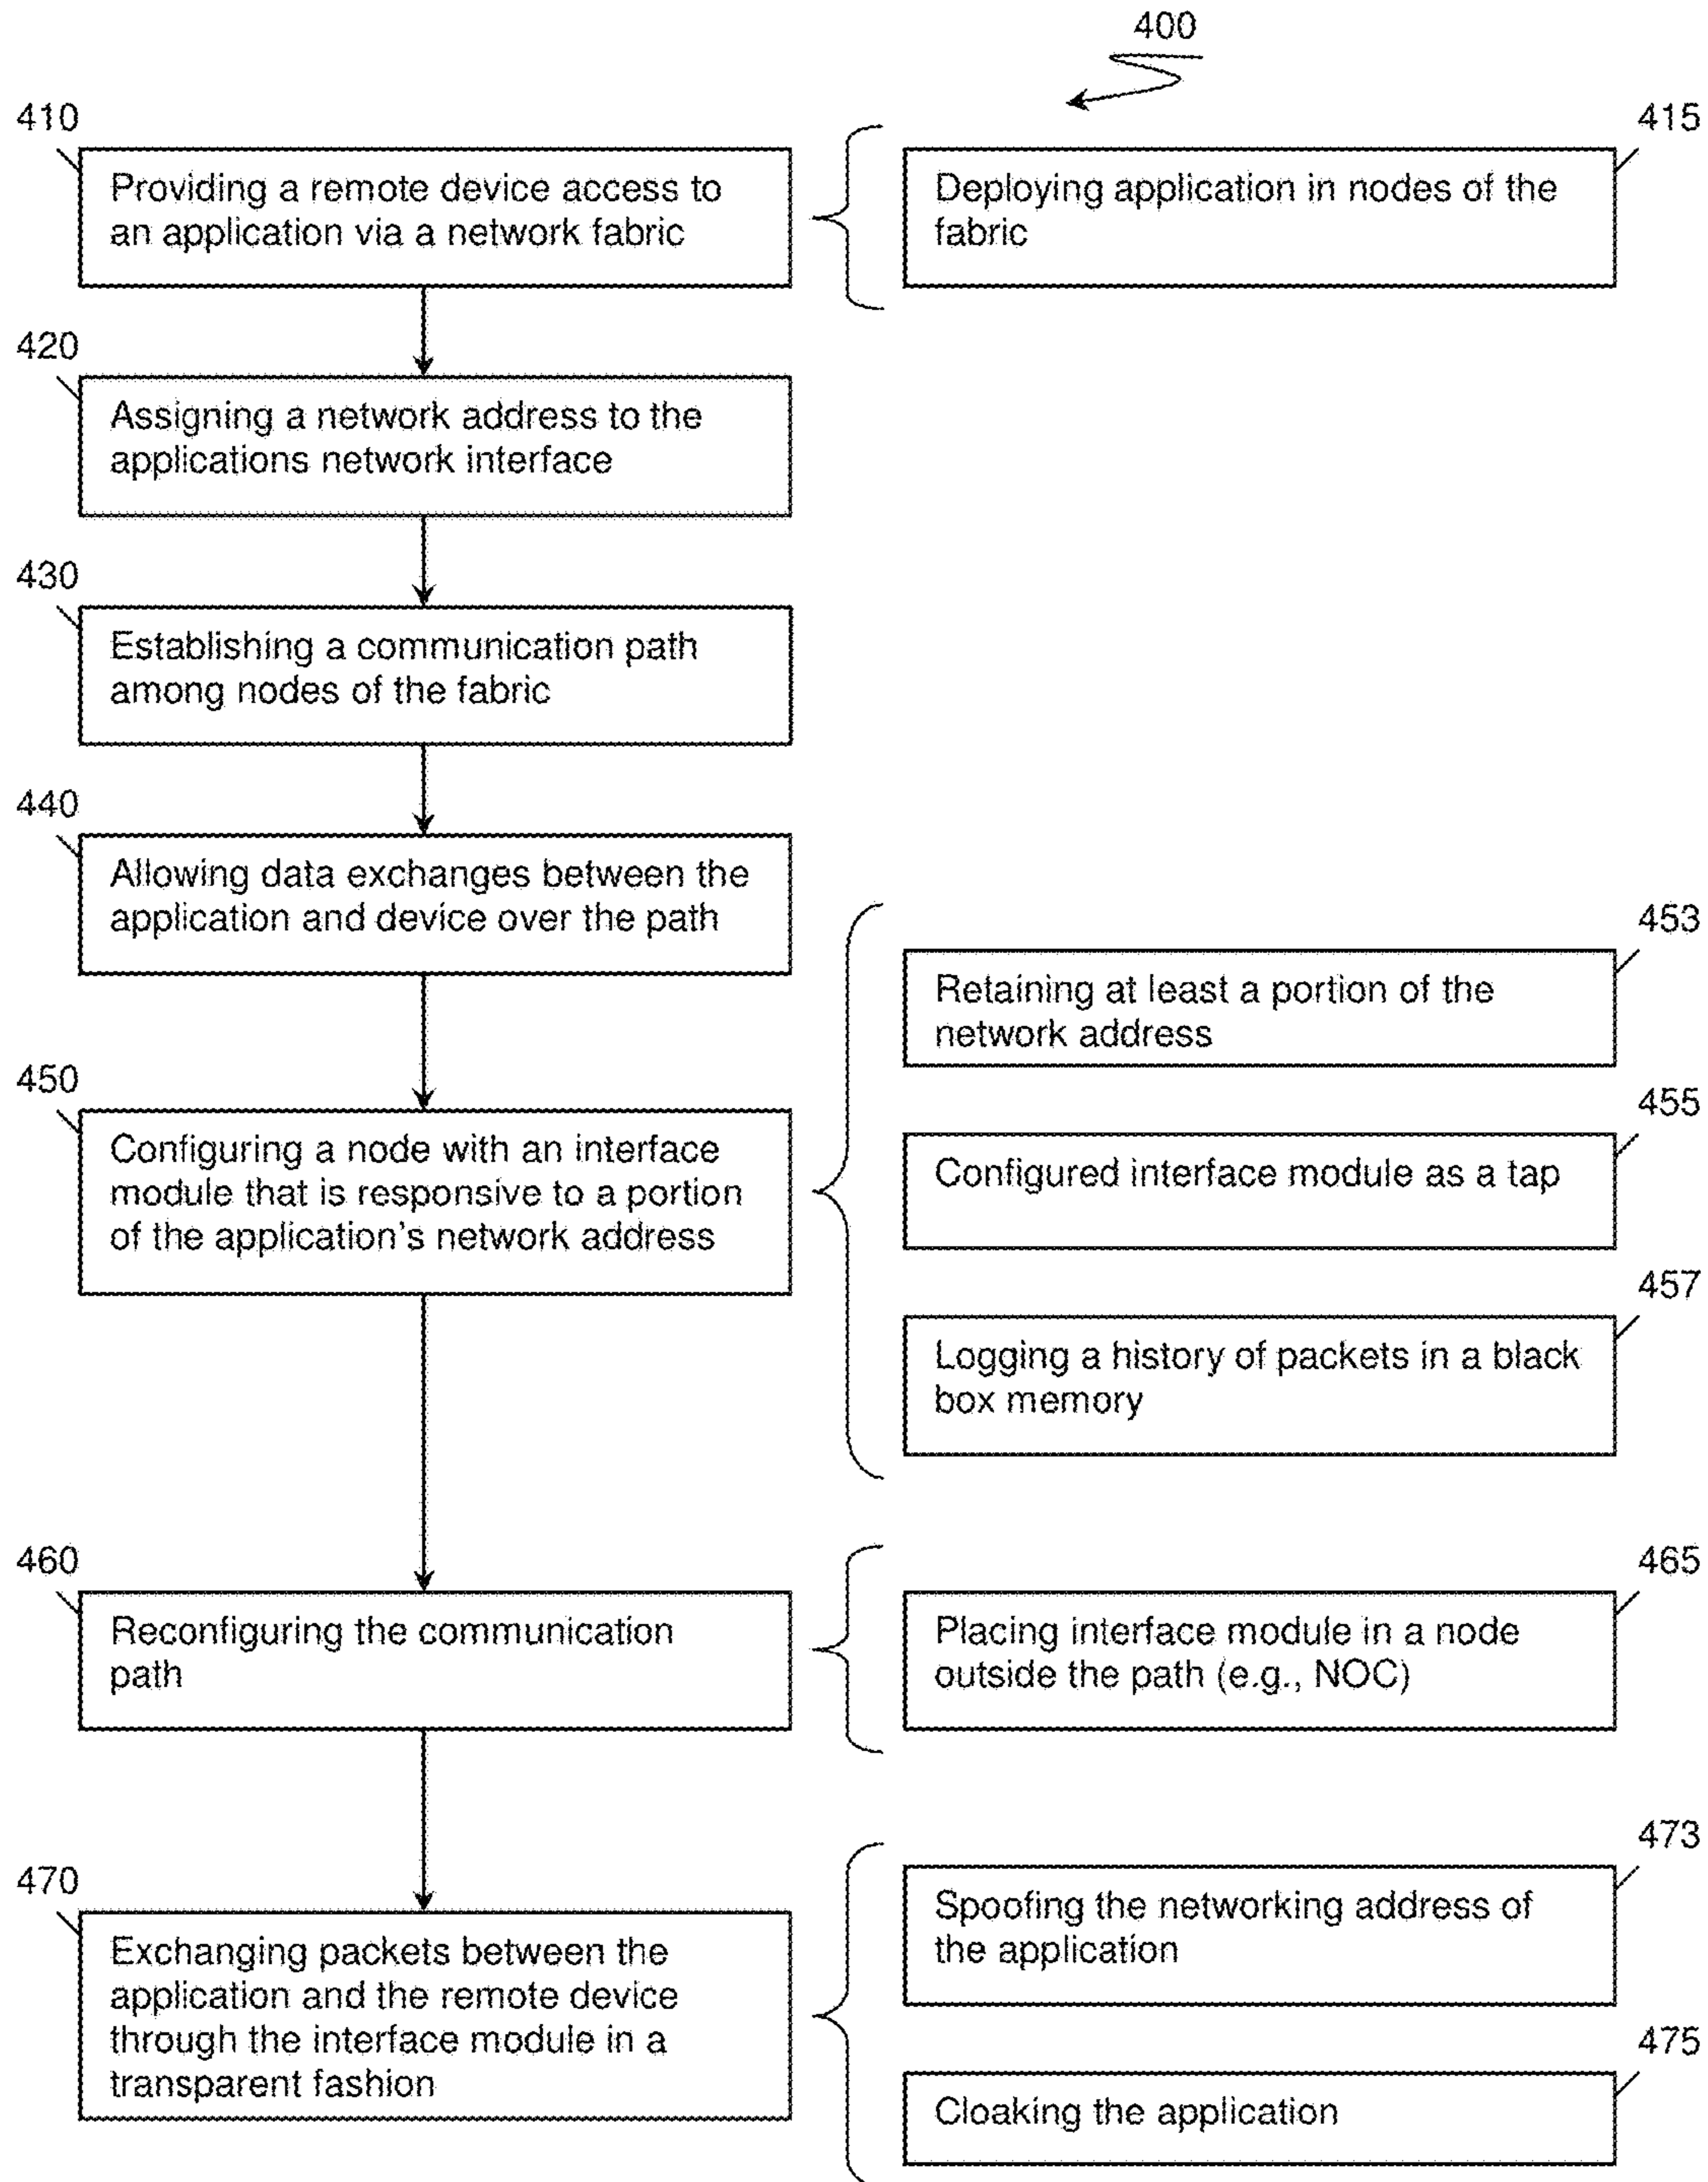 400
410
Providing a remote device access to
an application via a network fabric
415
Deploying application in nodes of the
fabric
420
Assigning a network address to the
applications network interface
430
Establishing a communication path
among nodes of the fabric
440
Allowing data exchanges between the
application and device over the path
450
Configuring a node with an interface
module that is responsive to a portion
of the application's network address
453
Retaining at least a portion of the
network address
455
Configured interface module as a tap
457
Logging a history of packets in a black
box memory
460
Reconfiguring the communication
path
465
Placing interface module in a node
outside the path (e.g., NOC)
470
Exchanging packets between the
application and the remote device
through the interface module in a
transparent fashion
473
Spoofing the networking address of
the application
475
Cloaking the application